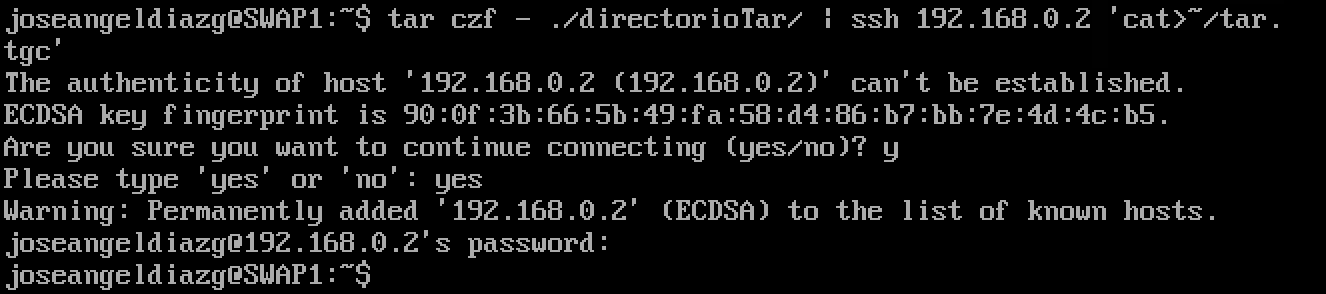 joseangeldiazg@SWAP1:~$ tar czf - ./directorioTar/ | ssh 192.168.0.2 'cat>~/tar.
tgc'
The authenticity of host '192.168.0.2 (192.168.0.2)' can't be established.
ECDSA key fingerprint is 90:0f:3b:66:5b:49:fa:58:d4:86:b7:bb:7e:4d:4c:b5.
Are you sure you want to continue connecting (yes/no)? y
Please type 'yes' or 'no': yes
Warning: Permanently added '192.168.0.2' (ECDSA) to the list of known hosts.
joseangeldiazg@192.168.0.2's password:
joseangeldiazg@SWAP1:~$